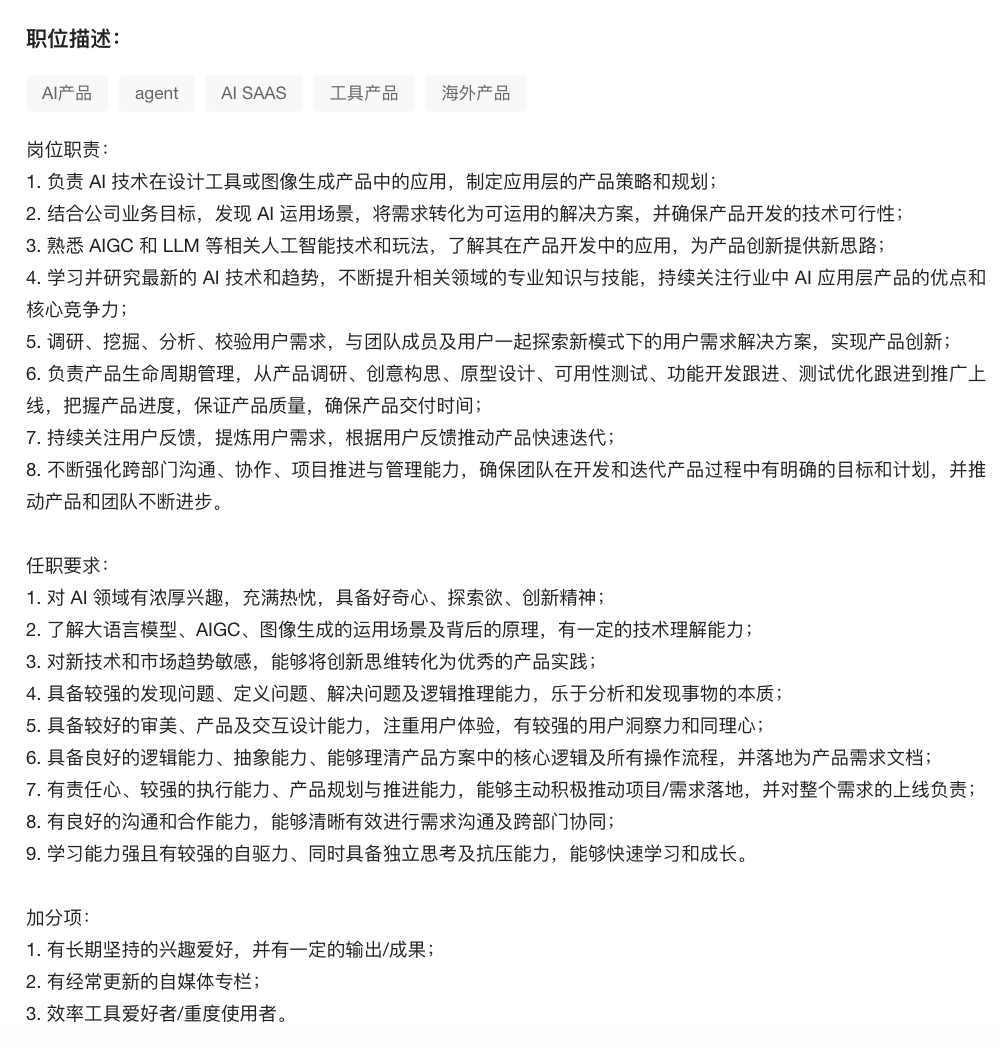 职位描述：
AI产品 agent AI SAAS 工具产品 海外产品
岗位职责：
1. 负责 AI 技术在设计工具或图像生成产品中的应用，制定应用层的产品策略和规划；
2. 结合公司业务目标，发现 AI 运用场景，将需求转化为可运用的解决方案，并确保产品开发的技术可行性；
3. 熟悉 AIGC 和 LLM 等相关人工智能技术和玩法，了解其在产品开发中的应用，为产品创新提供新思路；
4. 学习并研究最新的 AI 技术和趋势，不断提升相关领域的专业知识与技能，持续关注行业中 AI 应用层产品的优点和
核心竞争力；
5. 调研、挖掘、分析、校验用户需求，与团队成员及用户一起探索新模式下的用户需求解决方案，实现产品创新；
6. 负责产品生命周期管理，从产品调研、创意构思、原型设计、可用性测试、功能开发跟进、测试优化跟进到推广上
线，把握产品进度，保证产品质量，确保产品交付时间；
7. 持续关注用户反馈，提炼用户需求，根据用户反馈推动产品快速迭代；
8. 不断强化跨部门沟通、协作、项目推进与管理能力，确保团队在开发和迭代产品过程中有明确的目标和计划，并推
动产品和团队不断进步。
任职要求：
1. 对 AI 领域有浓厚兴趣，充满热忱，具备好奇心、探索欲、创新精神；
2. 了解大语言模型、AIGC、图像生成的运用场景及背后的原理，有一定的技术理解能力；
3. 对新技术和市场趋势敏感，能够将创新思维转化为优秀的产品实践；
4. 具备较强的发现问题、定义问题、解决问题及逻辑推理能力，乐于分析和发现事物的本质；
5. 具备较好的审美、产品及交互设计能力，注重用户体验，有较强的用户洞察力和同理心；
6. 具备良好的逻辑能力、抽象能力、能够理清产品方案中的核心逻辑及所有操作流程，并落地为产品需求文档；
7. 有责任心、较强的执行能力、产品规划与推进能力，能够主动积极推动项目/需求落地，并对整个需求的上线负责；
8. 有良好的沟通和合作能力，能够清晰有效进行需求沟通及跨部门协同；
9. 学习能力强且有较强的自驱力、同时具备独立思考及抗压能力，能够快速学习和成长。
加分项：
1. 有长期坚持的兴趣爱好，并有一定的输出/成果；
2. 有经常更新的自媒体专栏；
3. 效率工具爱好者/重度使用者。